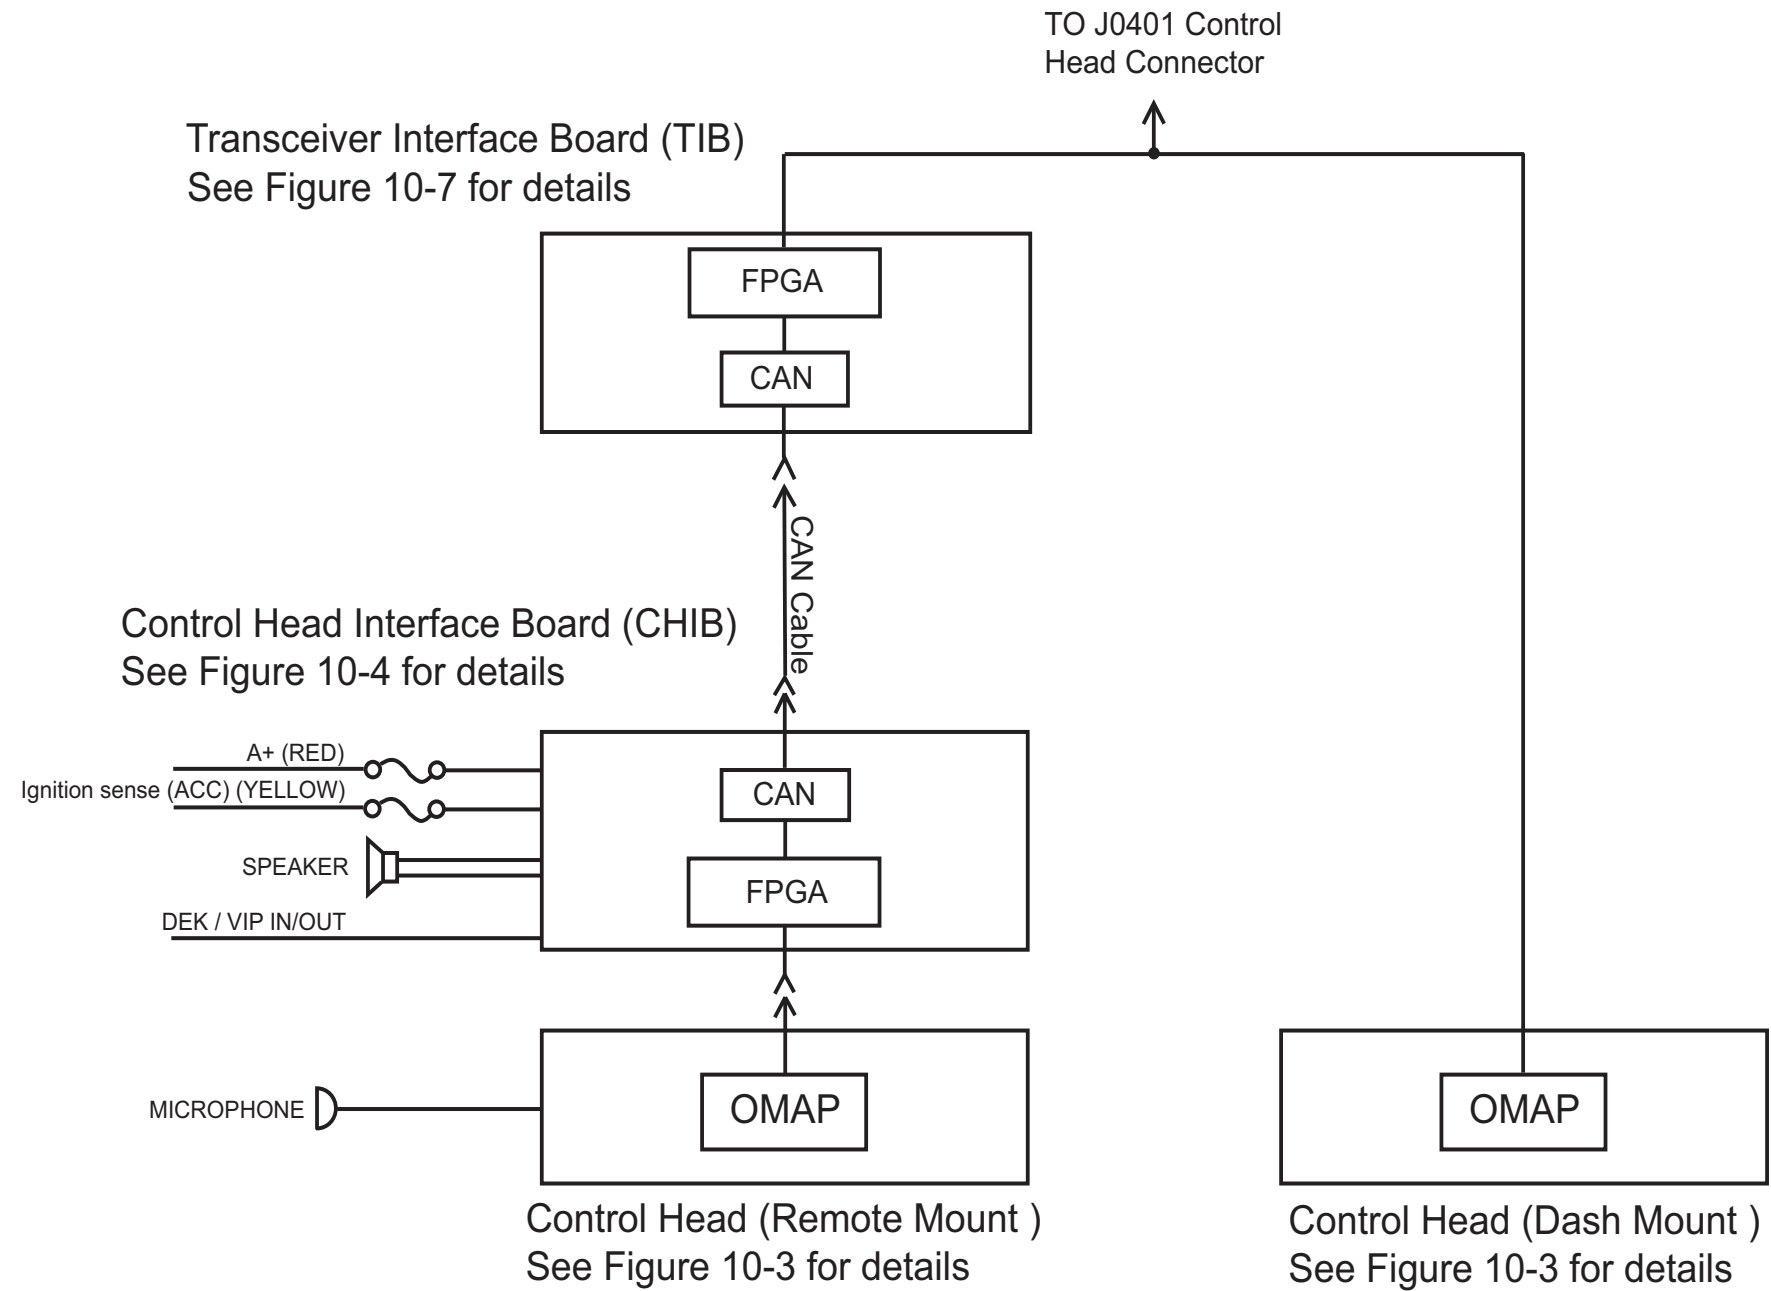 TO J0401 Control
Head Connector
Transceiver Interface Board (TIB)
See Figure 10-7 for details
FPGA
CAN
CAN Cable
Control Head Interface Board (CHIB)
See Figure 10-4 for details
A+ (RED)
Ignition sense (ACC) (YELLOW)
CAN
SPEAKER
FPGA
DEK / VIP IN/OUT
MICROPHONE
OMAP
OMAP
Control Head (Remote Mount )
See Figure 10-3 for details
Control Head (Dash Mount )
See Figure 10-3 for details